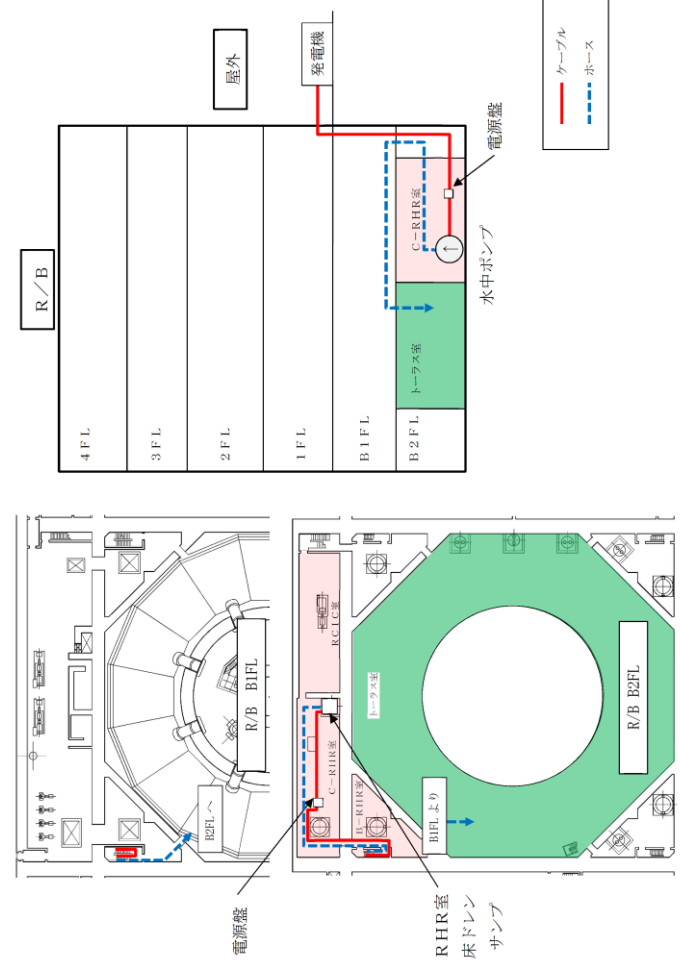 R/B
屋外
発電機
4FL
3FL
2FL
1FL
B1FL
B2FL
トーラス室
C-RHR室
電源盤
水中ポンプ
ケーブル
ホース
R/B B1FL
B2FLへ
電源盤
RCIC室
C-RHR室
B-RHR室
トーラス室
B1FLより
R/B B2FL
RHR室
床ドレン
サンプ